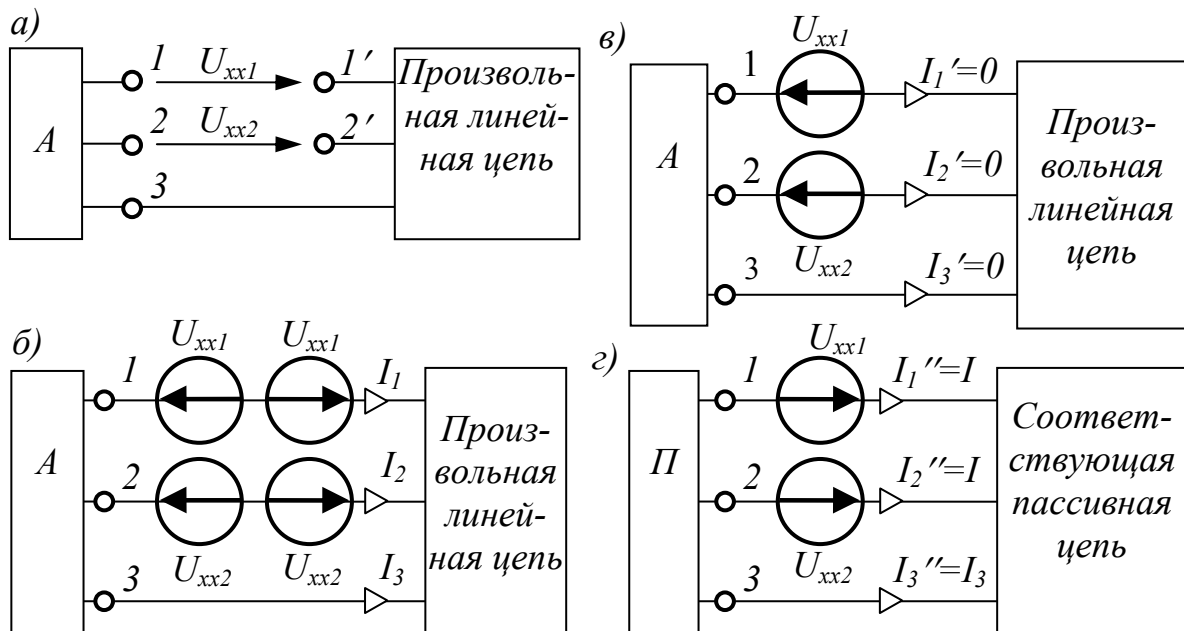 а)
А
1
U_xx1
1′
2
U_xx2
2′
3
Произволь-
ная линей-
ная цепь
б)
А
1
U_xx1
U_xx1
I_1
2
I_2
U_xx2
U_xx2
3
I_3
Произ-
вольная
линей-
ная цепь
в)
А
1
U_xx1
I_1′=0
2
I_2′=0
U_xx2
3
I_3′=0
Произ-
вольная
линейная
цепь
г)
П
1
U_xx1
I_1′′=I
2
I_2′′=I
U_xx2
3
I_3′′=I_3
Соответ-
ствующая
пассивная
цепь